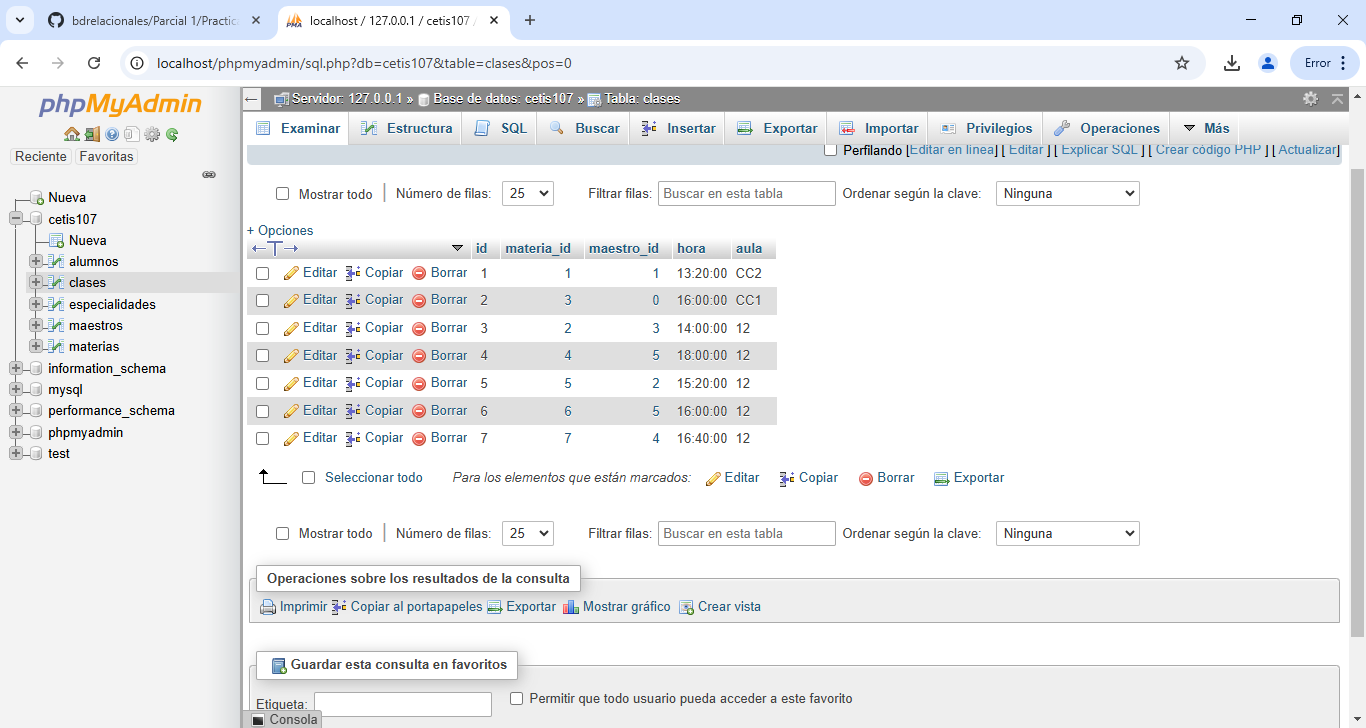 bdrelacionales/Parcial 1/Practica
localhost / 127.0.0.1 / cetis107 /
localhost/phpmyadmin/sql.php?db=cetis107&table=clases&pos=0
Error
phpMyAdmin
Reciente Favoritas
Nueva
cetis107
Nueva
alumnos
clases
especialidades
maestros
materias
information_schema
mysql
performance_schema
phpmyadmin
test
Servidor: 127.0.0.1 » Base de datos: cetis107 » Tabla: clases
Examinar Estructura SQL Buscar Insertar Exportar Importar Privilegios Operaciones Más
Perfilando [Editar en línea] [ Editar ] [ Explicar SQL ] [ Crear código PHP ] [ Actualizar]
Mostrar todo Número de filas: 25 Filtrar filas: Buscar en esta tabla Ordenar según la clave: Ninguna
+ Opciones
←T→ id materia_id maestro_id hora aula
Editar Copiar Borrar 1 1 1 13:20:00 CC2
Editar Copiar Borrar 2 3 0 16:00:00 CC1
Editar Copiar Borrar 3 2 3 14:00:00 12
Editar Copiar Borrar 4 4 5 18:00:00 12
Editar Copiar Borrar 5 5 2 15:20:00 12
Editar Copiar Borrar 6 6 5 16:00:00 12
Editar Copiar Borrar 7 7 4 16:40:00 12
Seleccionar todo Para los elementos que están marcados: Editar Copiar Borrar Exportar
Mostrar todo Número de filas: 25 Filtrar filas: Buscar en esta tabla Ordenar según la clave: Ninguna
Operaciones sobre los resultados de la consulta
Imprimir Copiar al portapapeles Exportar Mostrar gráfico Crear vista
Guardar esta consulta en favoritos
Etiqueta: Permitir que todo usuario pueda acceder a este favorito
Consola